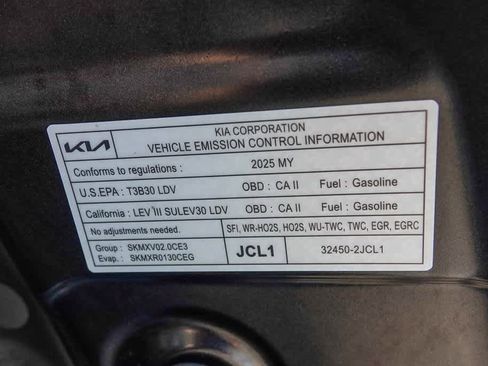 KIA
KIA CORPORATION
VEHICLE EMISSION CONTROL INFORMATION
Conforms to regulations : 2025 MY
U.S.EPA : T3B30 LDV OBD : CA II Fuel : Gasoline
California : LEV III SULEV30 LDV OBD : CA II Fuel : Gasoline
No adjustments needed. SFI, WR-HO2S, HO2S, WU-TWC, TWC, EGR, EGRC
Group : SKMXV02.0CE3
Evap. : SKMXR0130CEG
JCL1 32450-2JCL1